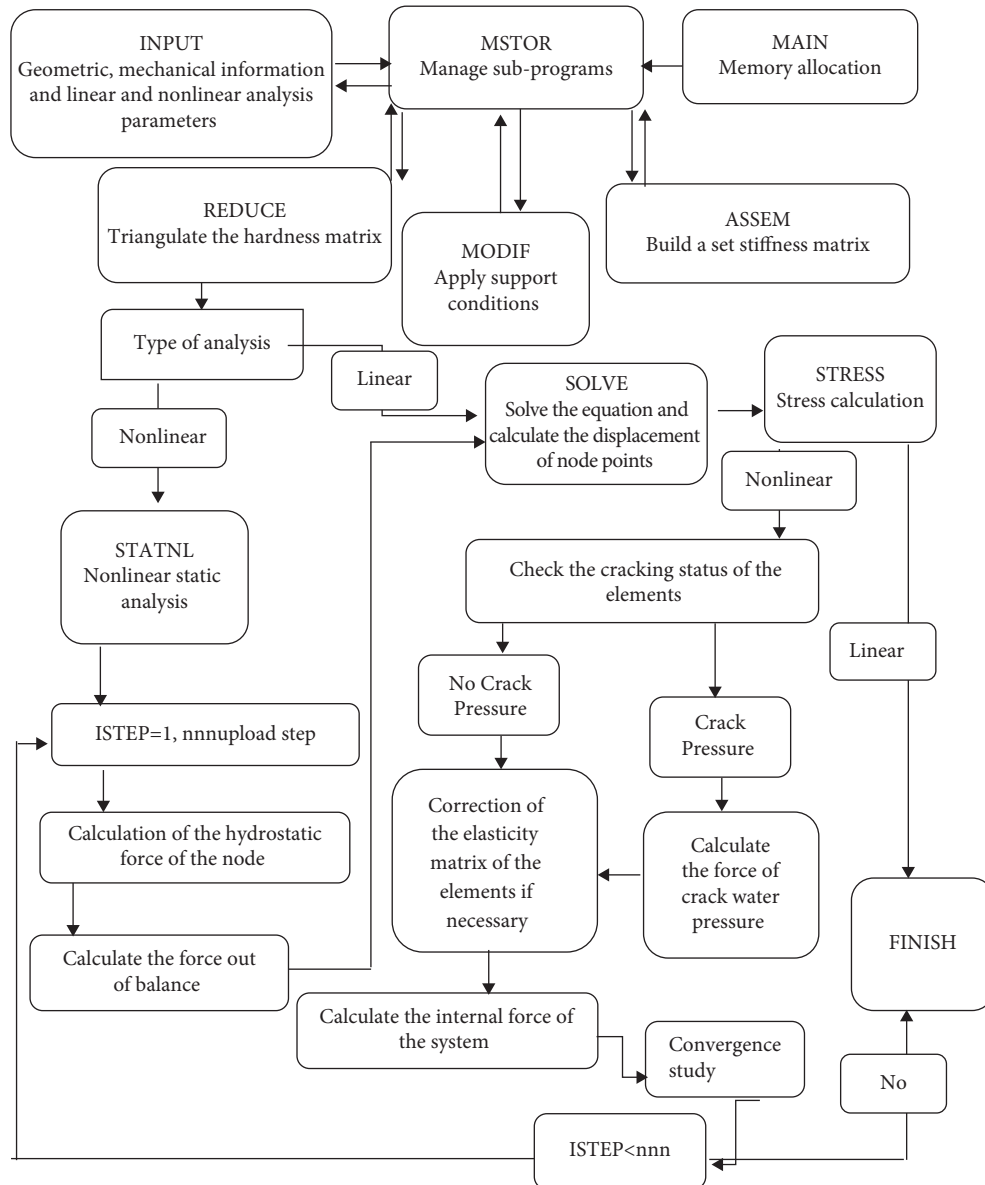 INPUT
Geometric, mechanical information
and linear and nonlinear analysis
parameters
MSTOR
Manage sub-programs
MAIN
Memory allocation
REDUCE
Triangulate the hardness matrix
MODIF
Apply support
conditions
ASSEM
Build a set stiffness matrix
Type of analysis
Linear
Nonlinear
SOLVE
Solve the equation and
calculate the displacement
of node points
STRESS
Stress calculation
Nonlinear
STATNL
Nonlinear static
analysis
Check the cracking status of the
elements
Linear
No Crack
Pressure
Crack
Pressure
ISTEP=1, nnnupload step
Correction of
the elasticity
matrix of the
elements if
necessary
Calculate
the force of
crack water
pressure
Calculation of the hydrostatic
force of the node
FINISH
Calculate the force out
of balance
Calculate the internal force of
the system
Convergence
study
No
ISTEP<nnn